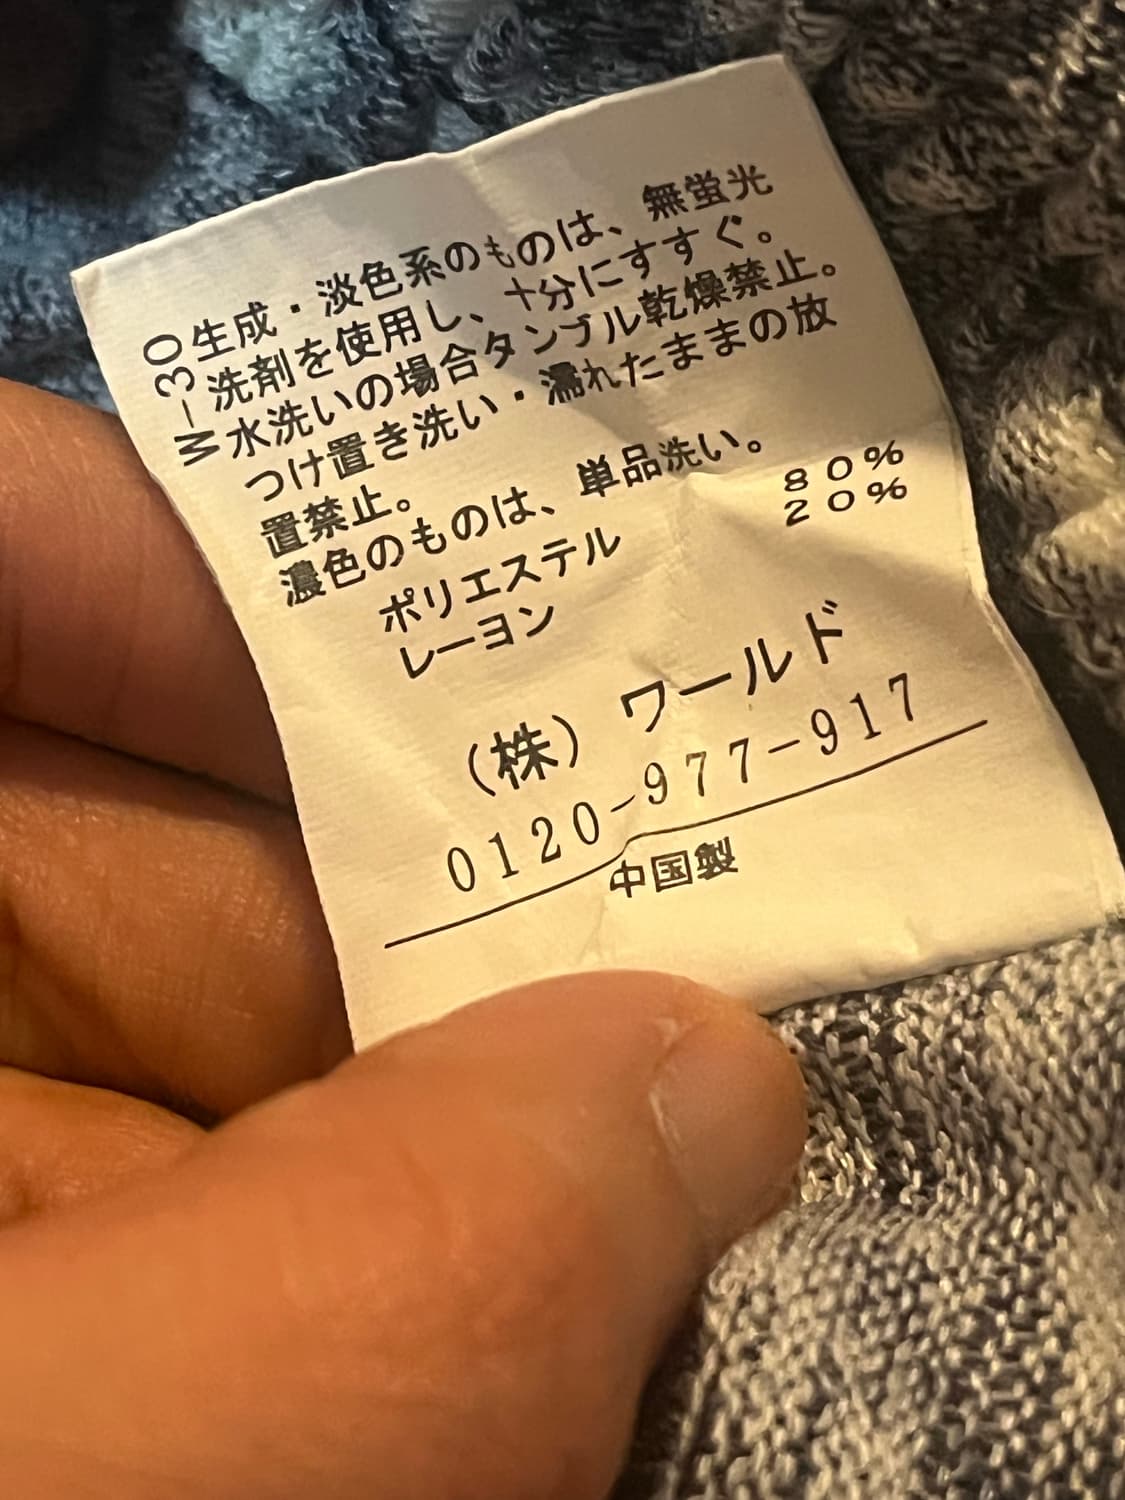 W-30
生成・淡色系のものは、無蛍光
洗剤を使用し、十分にすすぐ。
水洗いの場合タンブル乾燥禁止。
つけ置き洗い・濡れたままの放
置禁止。
濃色のものは、単品洗い。
ポリエステル 80%
レーヨン 20%
(株) ワールド
0120-977-917
中国製